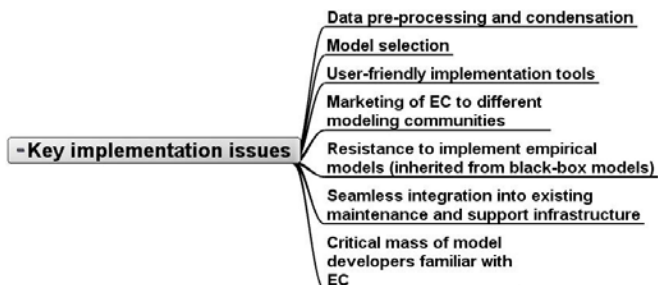 Data pre-processing and condensation
Model selection
User-friendly implementation tools
Marketing of EC to different
modeling communities
-Key implementation issues
Resistance to implement empirical
models (inherited from black-box models)
Seamless integration into existing
maintenance and support infrastructure
Critical mass of model
developers familiar with
EC